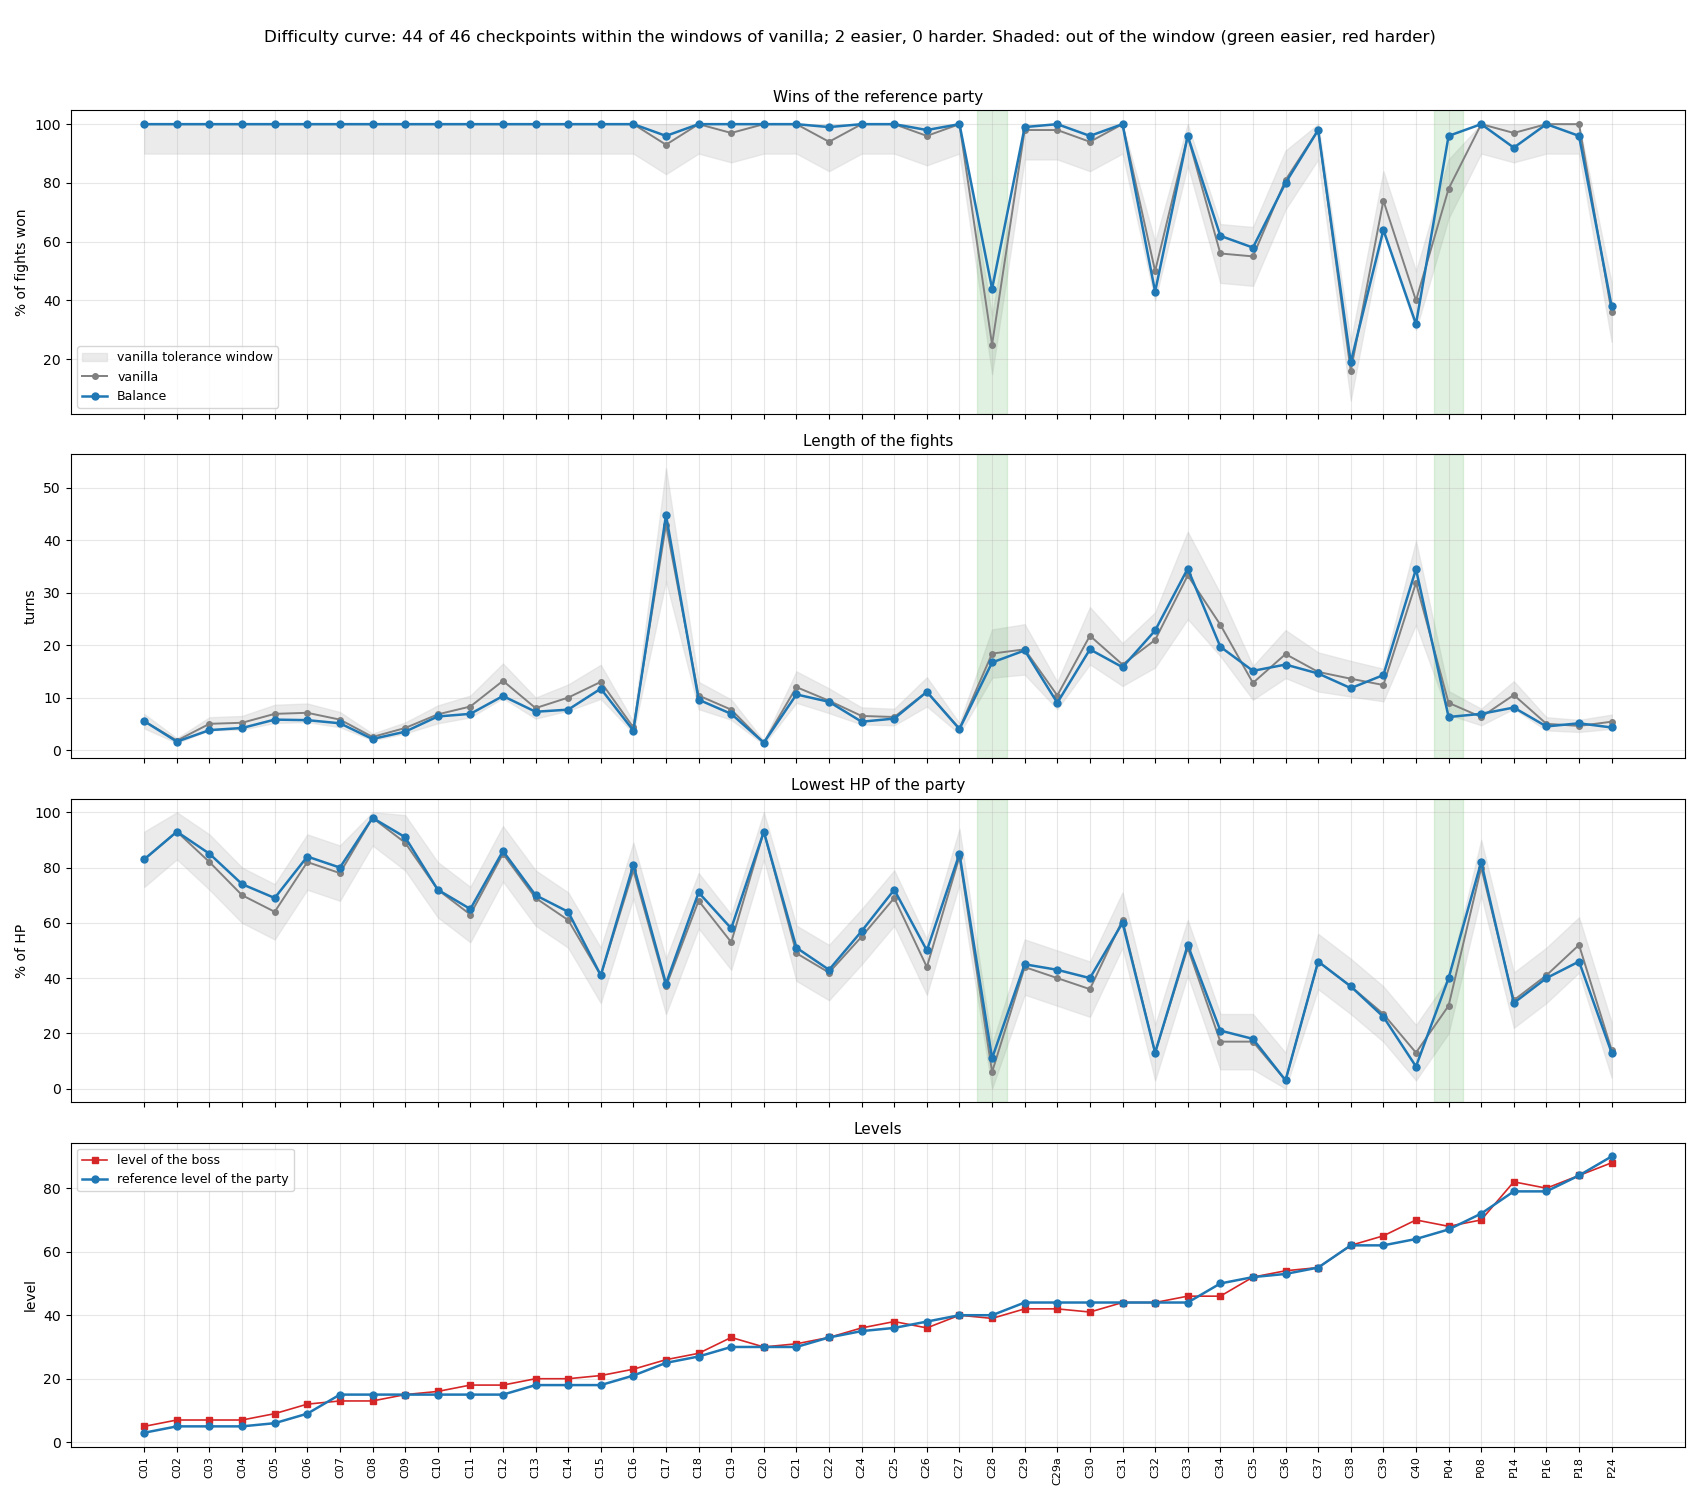 Difficulty curve: 44 of 46 checkpoints within the windows of vanilla; 2 easier, 0 harder. Shaded: out of the window (green easier, red harder)
Wins of the reference party
% of fights won
100
80
60
40
20
vanilla tolerance window
vanilla
Balance
Length of the fights
turns
50
40
30
20
10
0
Lowest HP of the party
% of HP
100
80
60
40
20
0
Levels
level
level of the boss
reference level of the party
80
60
40
20
0
C01 C02 C03 C04 C05 C06 C07 C08 C09 C10 C11 C12 C13 C14 C15 C16 C17 C18 C19 C20 C21 C22 C24 C25 C26 C27 C28 C29 C29a C30 C31 C32 C33 C34 C35 C36 C37 C38 C39 C40 P04 P08 P14 P16 P18 P24